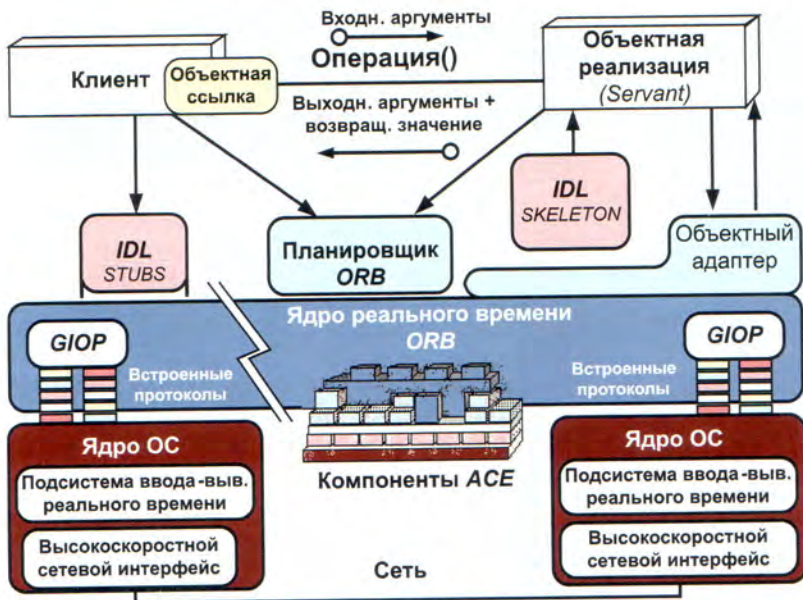 Входн. аргументы
Операция()
Клиент
Объектная
ссылка
Объектная
реализация
(Servant)
Выходн. аргументы +
возвращ. значение
IDL
STUBS
Планировщик
ORB
IDL
SKELETON
Объектный
адаптер
Ядро реального времени
ORB
GIOP
Встроенные
протоколы
GIOP
Встроенные
протоколы
Ядро ОС
Подсистема ввода-выв.
реального времени
Высокоскоростной
сетевой интерфейс
Компоненты ACE
Ядро ОС
Подсистема ввода-выв.
реального времени
Высокоскоростной
сетевой интерфейс
Сеть